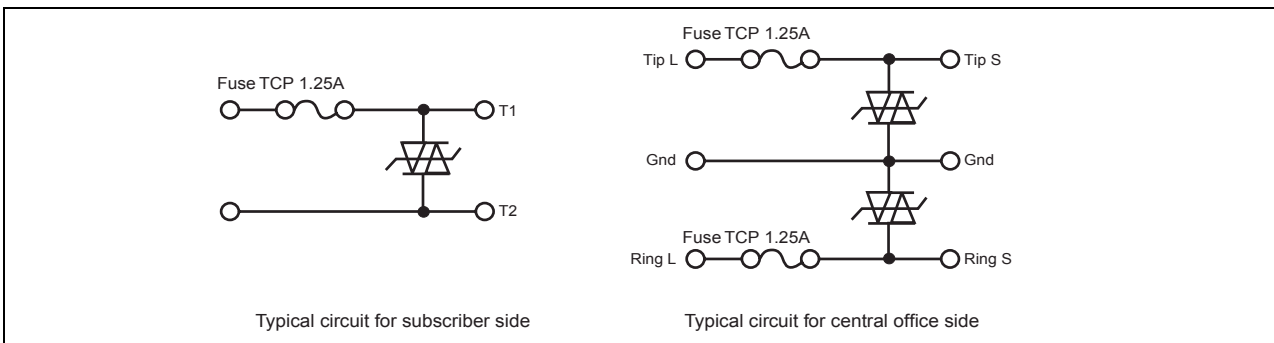 Fuse TCP 1.25A
T1
T2
Typical circuit for subscriber side
Fuse TCP 1.25A
Tip L
Tip S
Gnd
Gnd
Fuse TCP 1.25A
Ring L
Ring S
Typical circuit for central office side